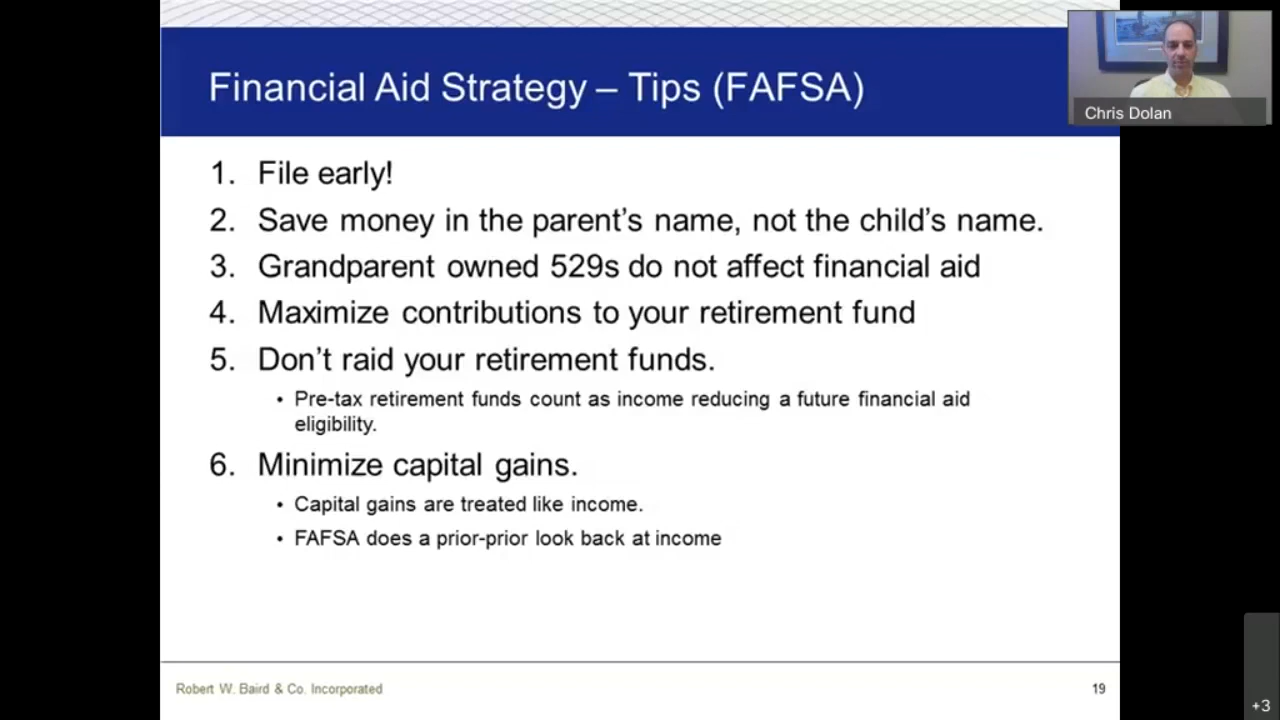 Financial Aid Strategy – Tips (FAFSA)
Chris Dolan
1. File early!
2. Save money in the parent's name, not the child's name.
3. Grandparent owned 529s do not affect financial aid
4. Maximize contributions to your retirement fund
5. Don't raid your retirement funds.
• Pre-tax retirement funds count as income reducing a future financial aid
eligibility.
6. Minimize capital gains.
• Capital gains are treated like income.
• FAFSA does a prior-prior look back at income
Robert W. Baird & Co. Incorporated
19
+3